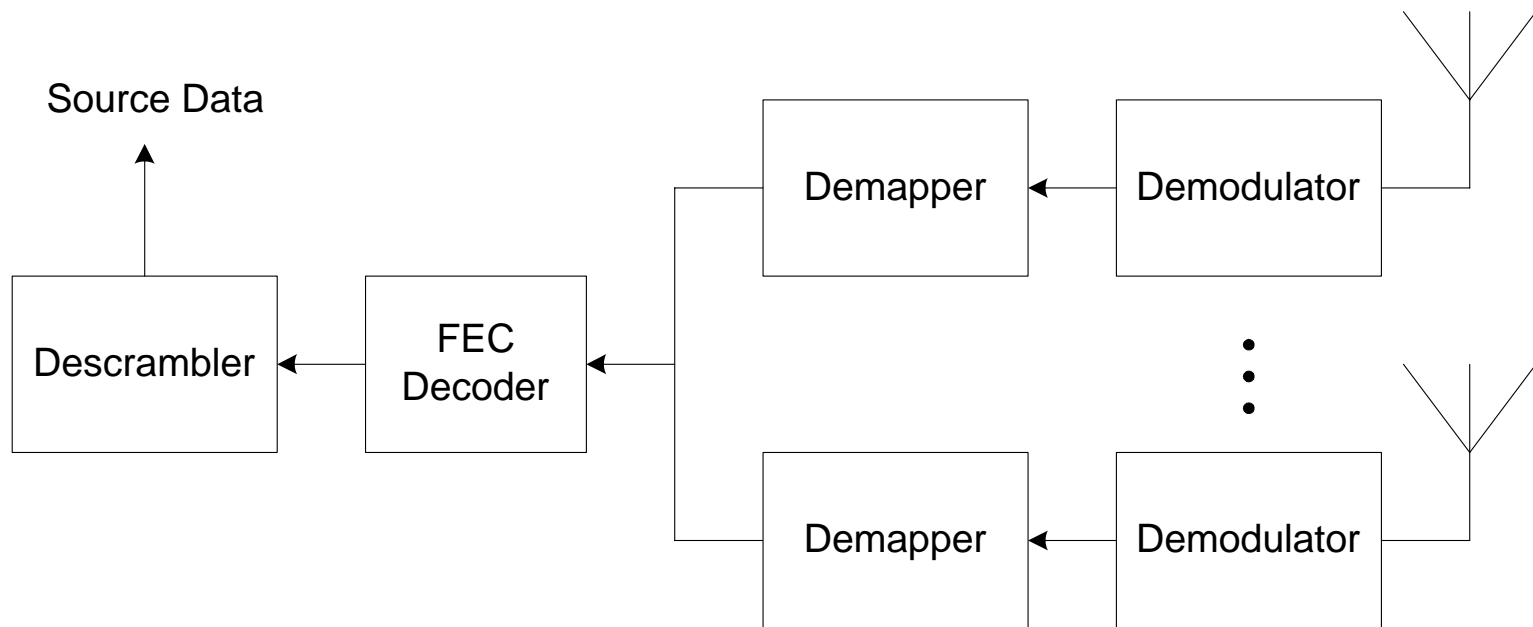 Source Data
Demapper
Demodulator
Descrambler
FEC
Decoder
Demapper
Demodulator